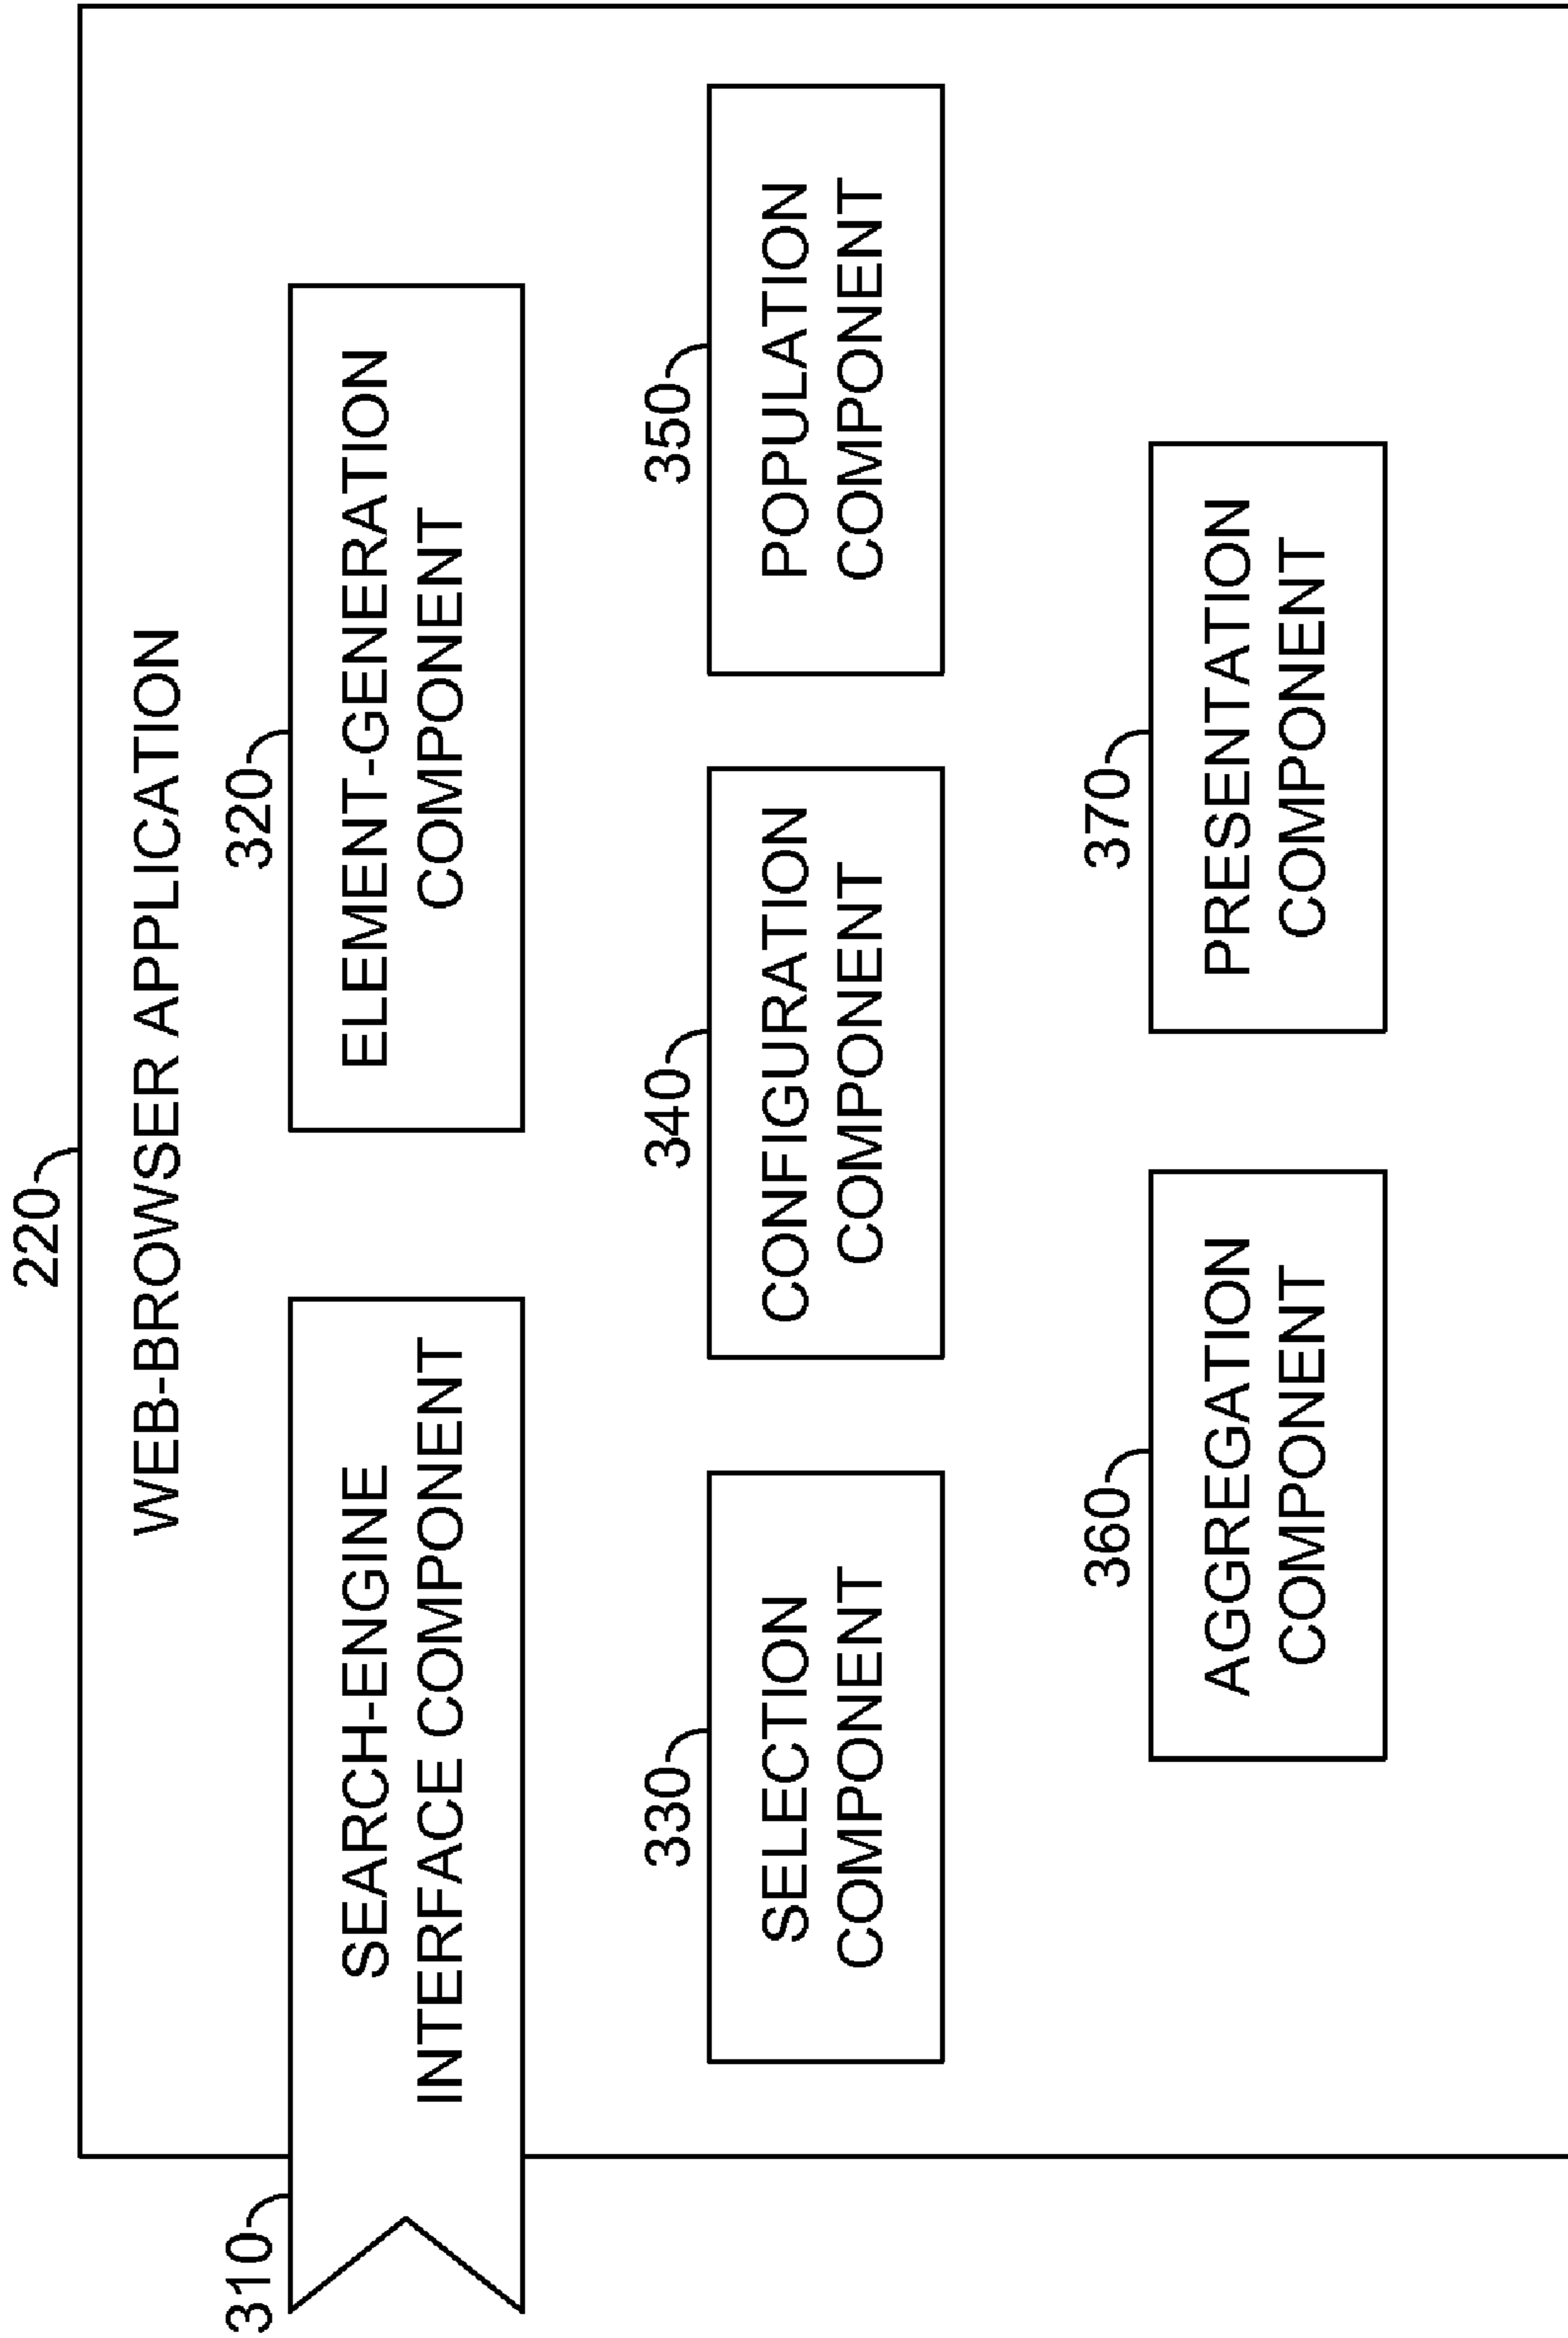 220
WEB-BROWSER APPLICATION
310
SEARCH-ENGINE
INTERFACE COMPONENT
320
ELEMENT-GENERATION
COMPONENT
330
SELECTION
COMPONENT
340
CONFIGURATION
COMPONENT
350
POPULATION
COMPONENT
360
AGGREGATION
COMPONENT
370
PRESENTATION
COMPONENT